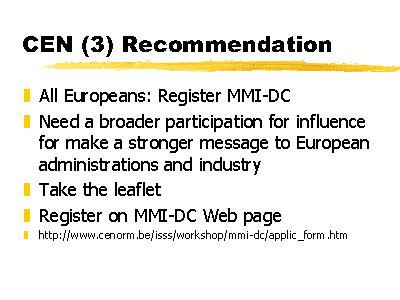 CEN (3) Recommendation
All Europeans: Register MMI-DC
Need a broader participation for influence
for make a stronger message to European
administrations and industry
Take the leaflet
Register on MMI-DC Web page
http://www.cenorm.be/isss/workshop/mmi-dc/applic_form.htm